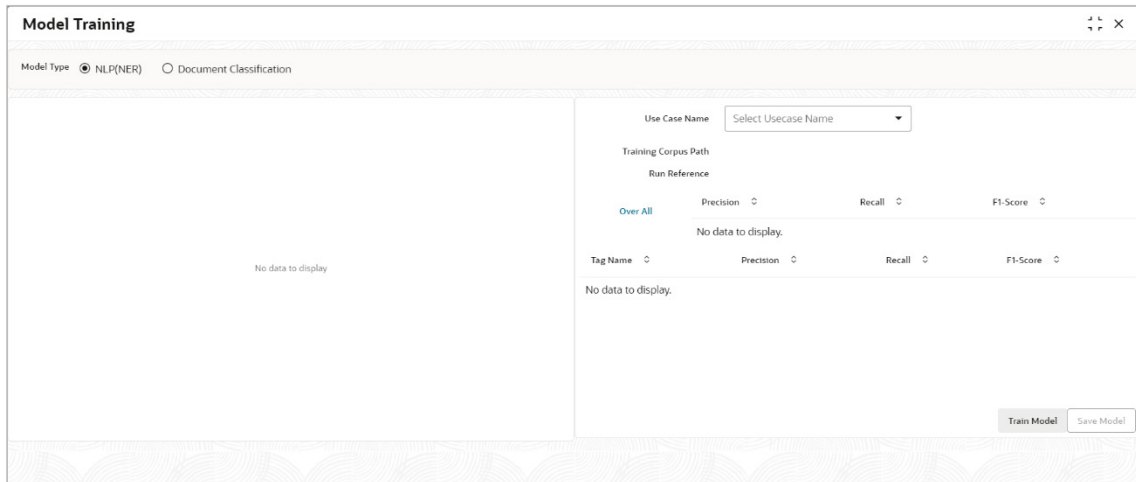 Model Training
Model Type NLP(NER) Document Classification
No data to display
Use Case Name Select Usecase Name
Training Corpus Path
Run Reference
Over All
Precision Recall F1-Score
No data to display.
Tag Name Precision Recall F1-Score
No data to display.
Train Model Save Model